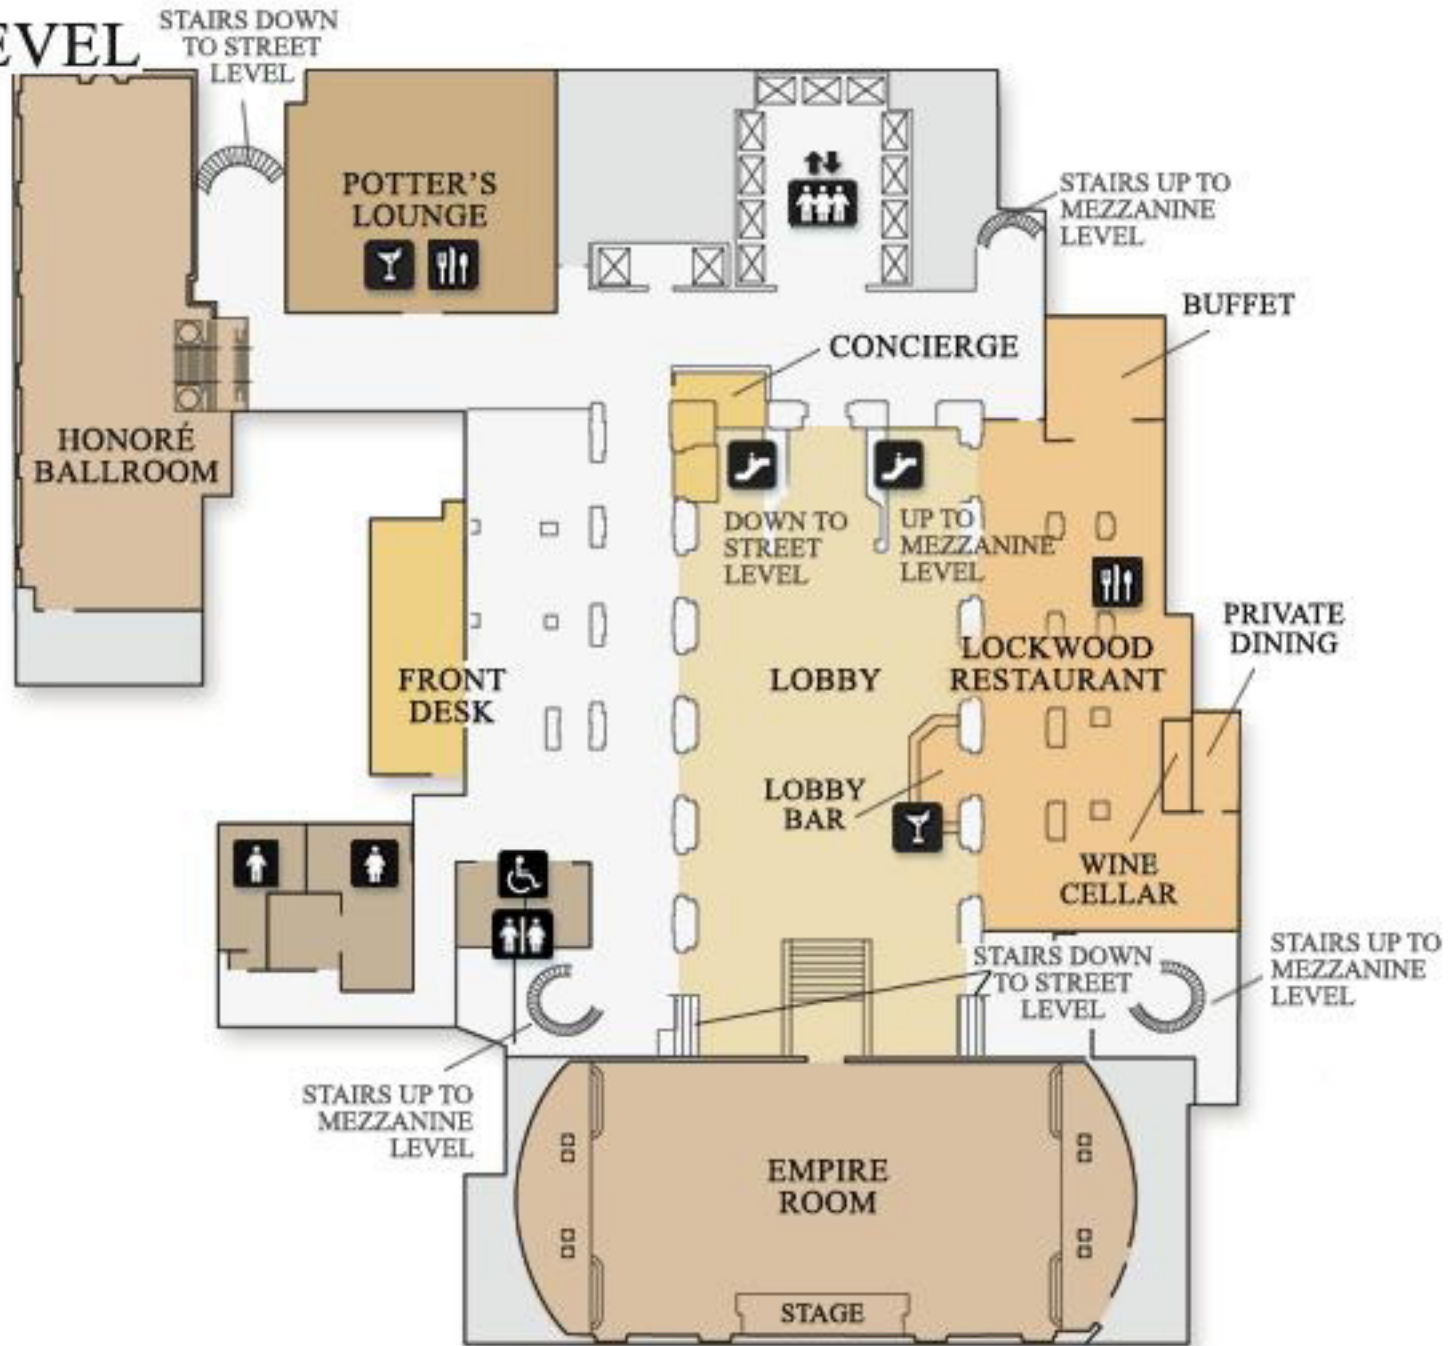 EVEL
STAIRS DOWN
TO STREET
LEVEL
POTTER'S
LOUNGE
STAIRS UP TO
MEZZANINE
LEVEL
BUFFET
CONCIERGE
HONORÉ
BALLROOM
DOWN TO
STREET
LEVEL
UP TO
MEZZANINE
LEVEL
PRIVATE
DINING
FRONT
DESK
LOBBY
LOCKWOOD
RESTAURANT
LOBBY
BAR
WINE
CELLAR
STAIRS DOWN
TO STREET
LEVEL
STAIRS UP TO
MEZZANINE
LEVEL
STAIRS UP TO
MEZZANINE
LEVEL
EMPIRE
ROOM
STAGE